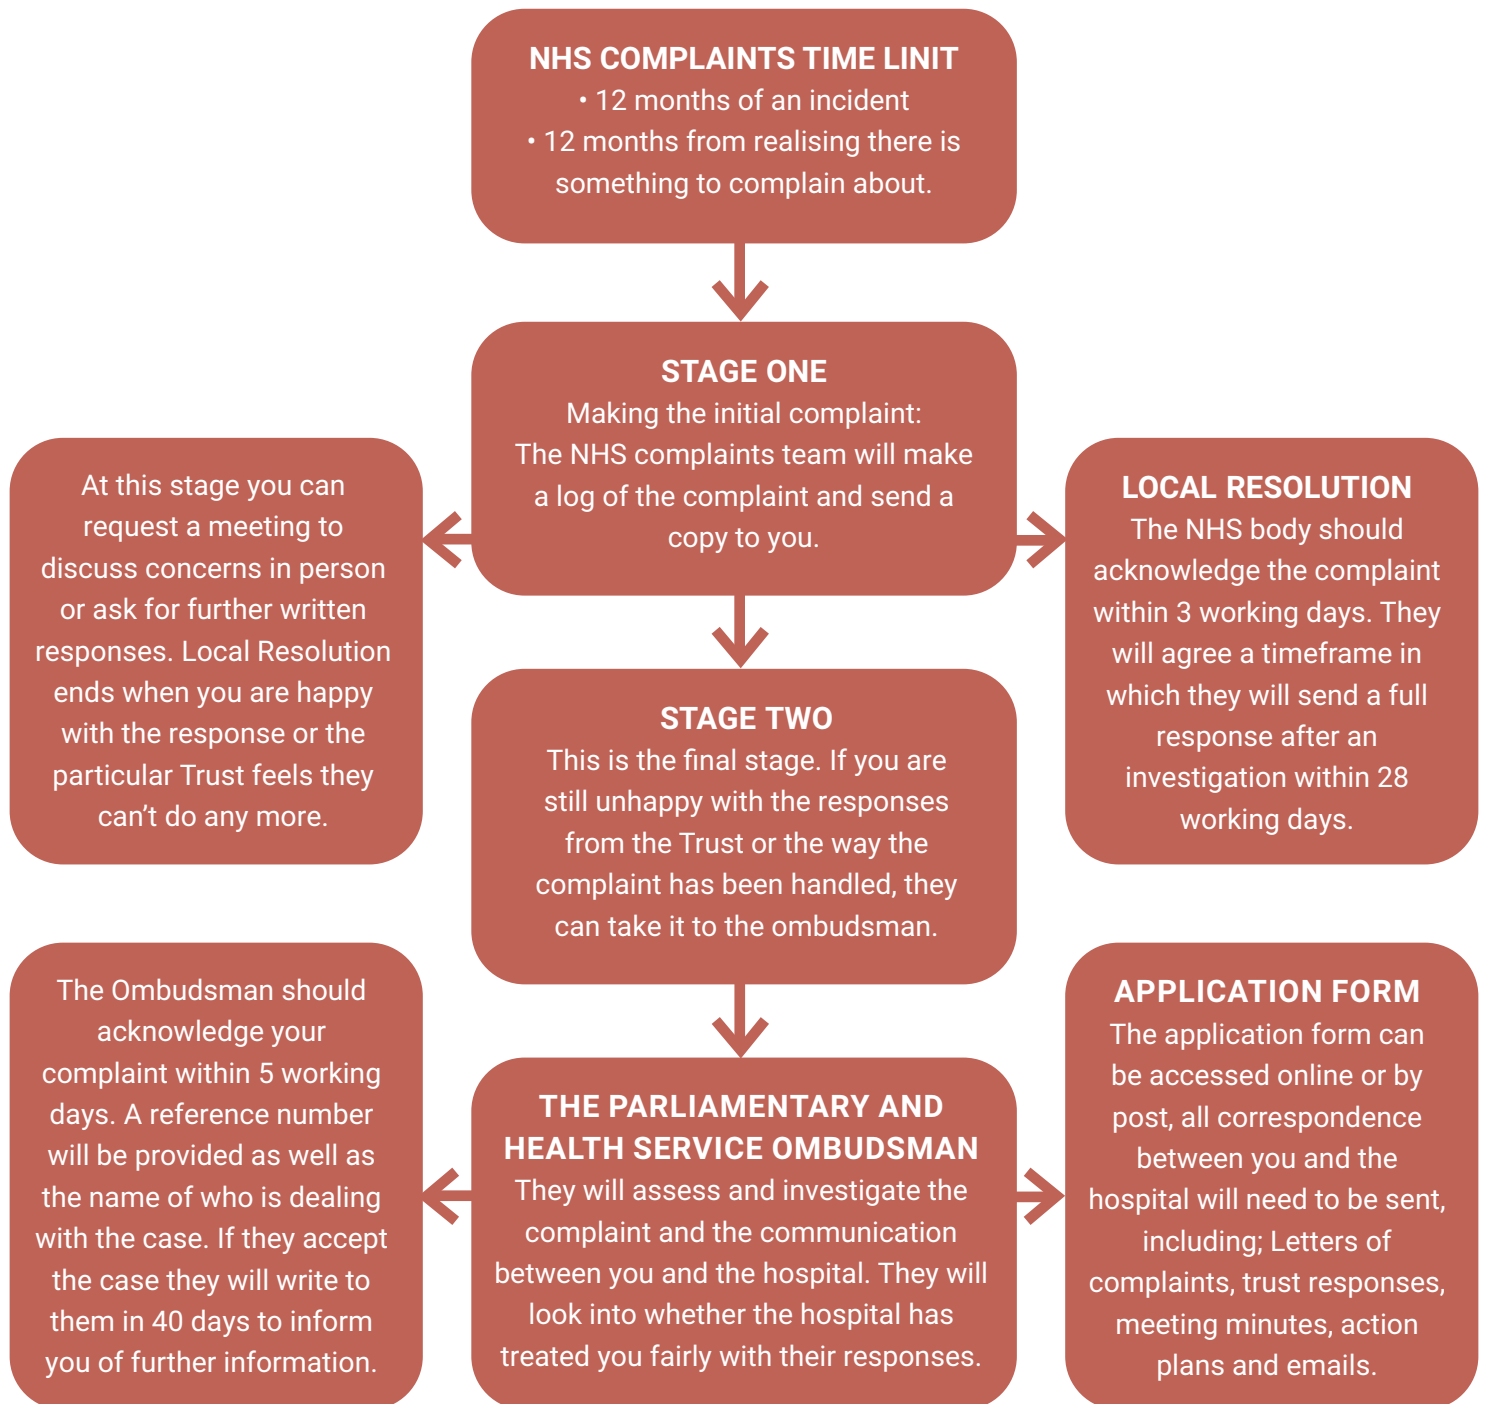 NHS COMPLAINTS TIME LINIT
• 12 months of an incident
• 12 months from realising there is
something to complain about.
STAGE ONE
Making the initial complaint:
The NHS complaints team will make
a log of the complaint and send a
copy to you.
At this stage you can
request a meeting to
discuss concerns in person
or ask for further written
responses. Local Resolution
ends when you are happy
with the response or the
particular Trust feels they
can't do any more.
LOCAL RESOLUTION
The NHS body should
acknowledge the complaint
within 3 working days. They
will agree a timeframe in
which they will send a full
response after an
investigation within 28
working days.
STAGE TWO
This is the final stage. If you are
still unhappy with the responses
from the Trust or the way the
complaint has been handled, they
can take it to the ombudsman.
The Ombudsman should
acknowledge your
complaint within 5 working
days. A reference number
will be provided as well as
the name of who is dealing
with the case. If they accept
the case they will write to
them in 40 days to inform
you of further information.
THE PARLIAMENTARY AND
HEALTH SERVICE OMBUDSMAN
They will assess and investigate the
complaint and the communication
between you and the hospital. They will
look into whether the hospital has
treated you fairly with their responses.
APPLICATION FORM
The application form can
be accessed online or by
post, all correspondence
between you and the
hospital will need to be sent,
including; Letters of
complaints, trust responses,
meeting minutes, action
plans and emails.